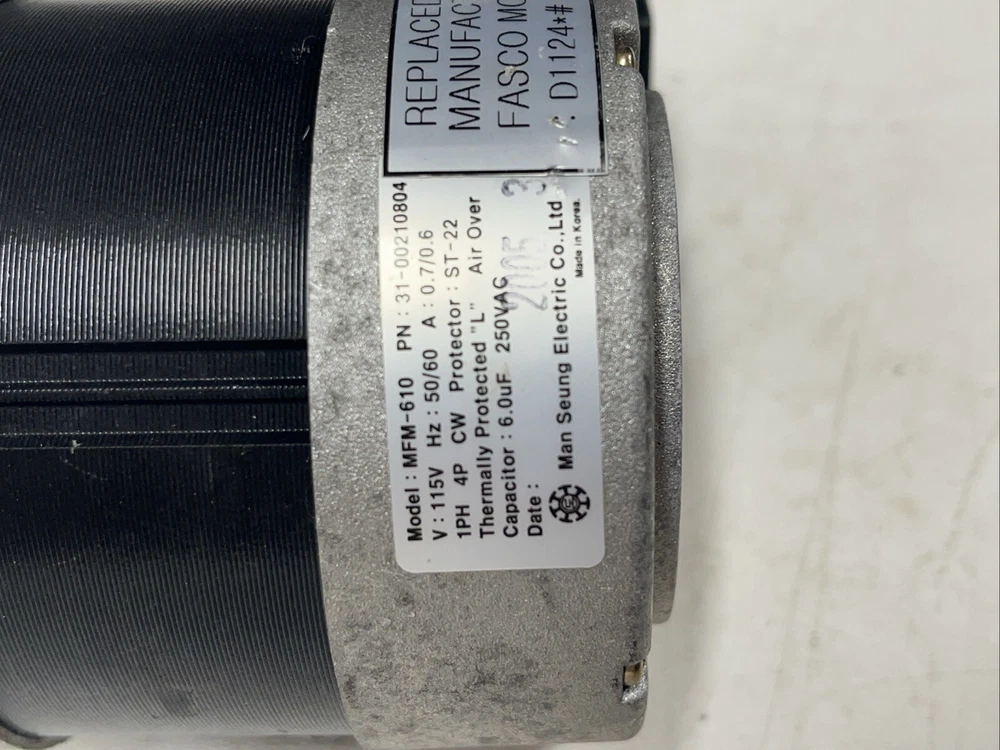 REPLACED
MANUFAC
FASCO MO
D1124*#
Model : MFM-610 PN : 31-00210804
V : 115V Hz : 50/60 A : 0.7/0.6
1PH 4P CW Protector : ST-22
Thermally Protected "L" Air Over
Capacitor : 6.0uF 250VAC
Date : 2005 3
Man Seung Electric Co.,Ltd
Made in Korea.